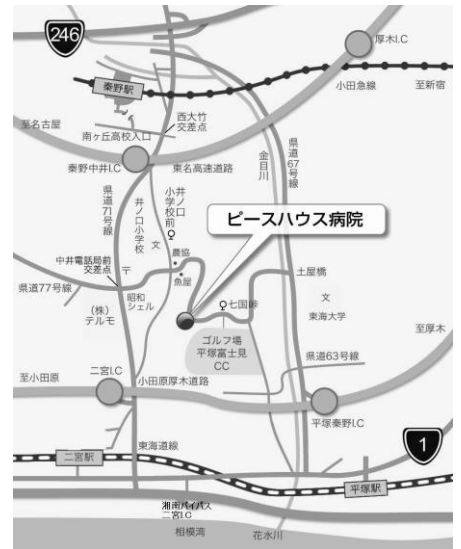 246
厚木I.C
秦野駅
小田急線
至新宿
西大竹
交差点
至名古屋
南ヶ丘高校入口
秦野中井I.C
東名高速道路
金目川
県道67号線
県道71号線
井ノ口小学校
文
井ノ口
小学校前
ピースハウス病院
中井電話局前
交差点
農協
魚屋
土屋橋
県道77号線
昭和
シェル
七国峠
文
東海大学
(株)
テルモ
ゴルフ場
平塚富士見
CC
県道63号線
至厚木
至小田原
二宮I.C
小田原厚木道路
平塚秦野I.C
1
東海道線
二宮駅
平塚駅
湘南バイパス
二宮I.C
相模湾
花水川